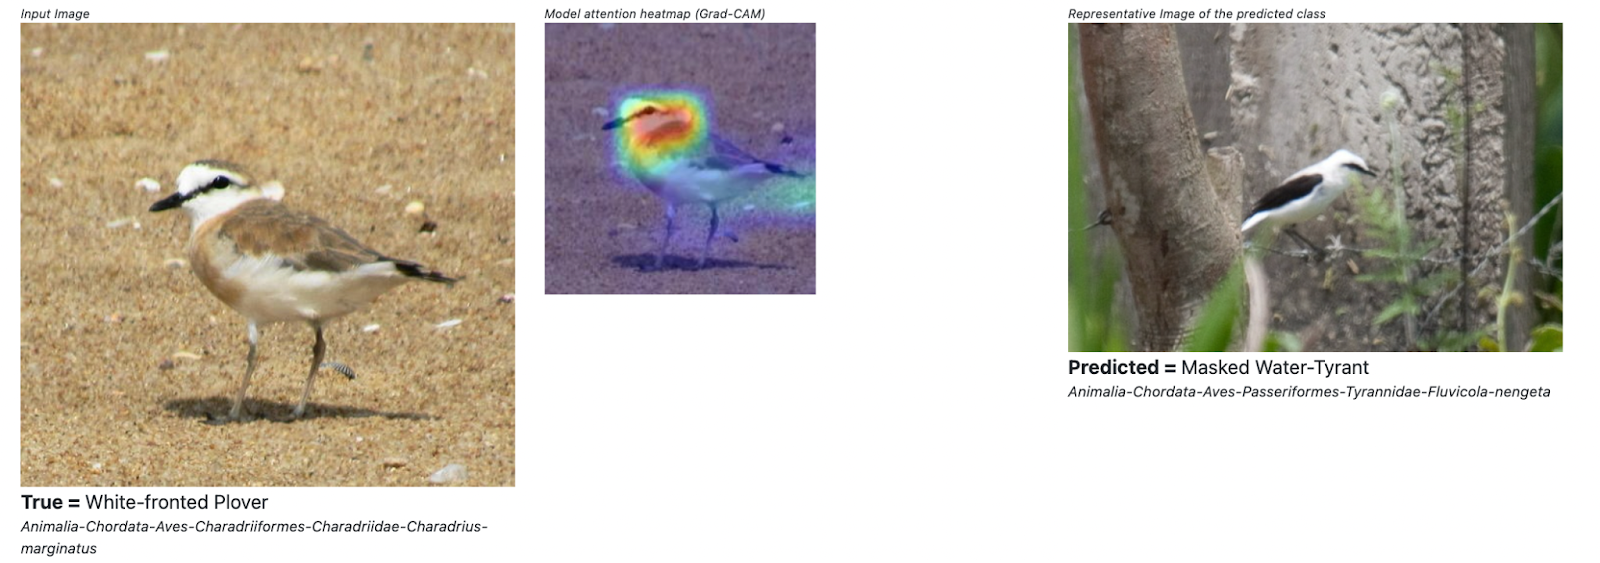 Input Image
Model attention heatmap (Grad-CAM)
Representative Image of the predicted class
True = White-fronted Plover
Animalia-Chordata-Aves-Charadriiformes-Charadriidae-Charadrius-
marginatus
Predicted = Masked Water-Tyrant
Animalia-Chordata-Aves-Passeriformes-Tyrannidae-Fluvicola-nengeta